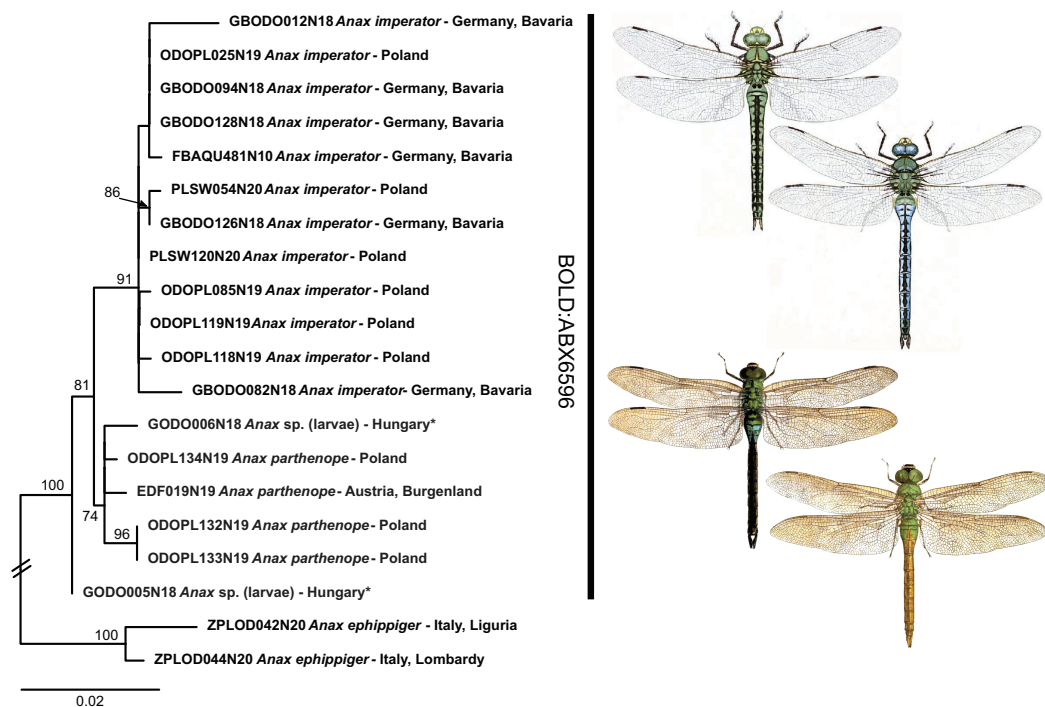 GBODO012N18 Anax imperator - Germany, Bavaria
ODOPL025N19 Anax imperator - Poland
GBODO094N18 Anax imperator - Germany, Bavaria
GBODO128N18 Anax imperator - Germany, Bavaria
FBAQU481N10 Anax imperator - Germany, Bavaria
86
PLSW054N20 Anax imperator - Poland
GBODO126N18 Anax imperator - Germany, Bavaria
PLSW120N20 Anax imperator - Poland
91
ODOPL085N19 Anax imperator - Poland
ODOPL119N19 Anax imperator - Poland
ODOPL118N19 Anax imperator - Poland
81
GBODO082N18 Anax imperator- Germany, Bavaria
GODO006N18 Anax sp. (larvae) - Hungary*
ODOPL134N19 Anax parthenope - Poland
100
EDF019N19 Anax parthenope - Austria, Burgenland
74
96
ODOPL132N19 Anax parthenope - Poland
ODOPL133N19 Anax parthenope - Poland
GODO005N18 Anax sp. (larvae) - Hungary*
100
ZPLOD042N20 Anax ephippiger - Italy, Liguria
ZPLOD044N20 Anax ephippiger - Italy, Lombardy
0.02
BOLD:ABX6596